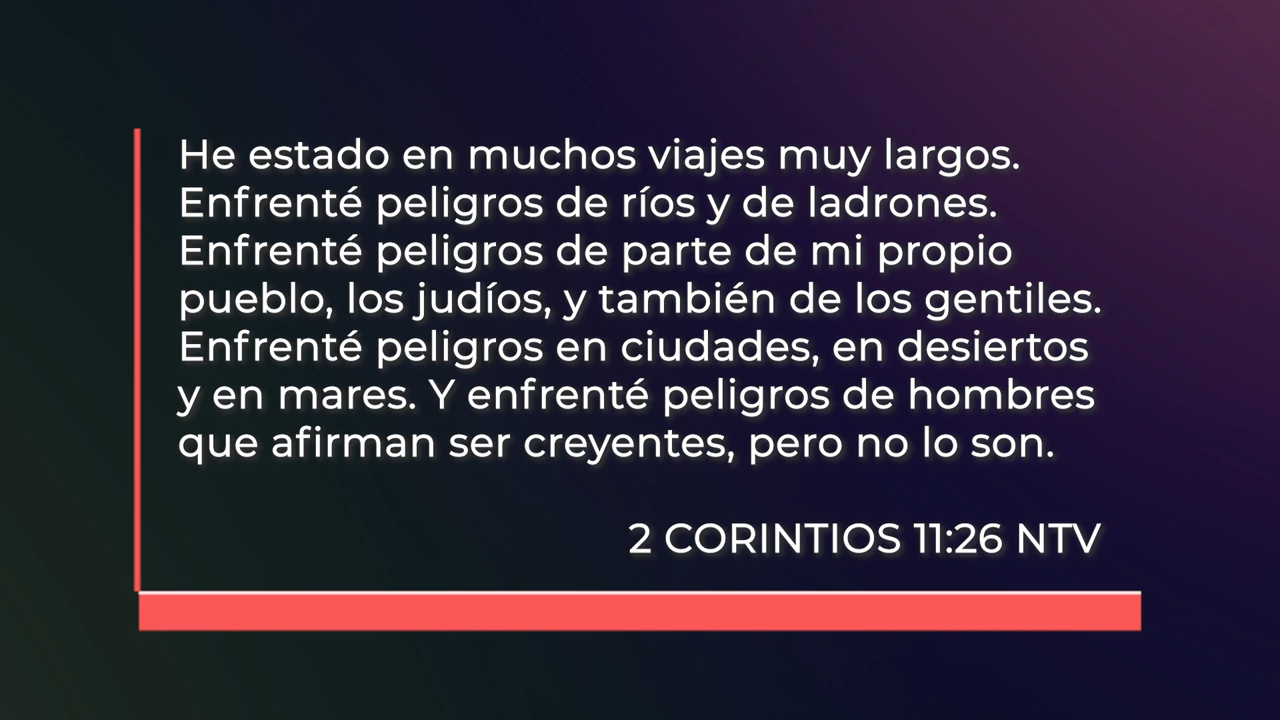 He estado en muchos viajes muy largos.
Enfrenté peligros de ríos y de ladrones.
Enfrenté peligros de parte de mi propio
pueblo, los judíos, y también de los gentiles.
Enfrenté peligros en ciudades, en desiertos
y en mares. Y enfrenté peligros de hombres
que afirman ser creyentes, pero no lo son.
2 CORINTIOS 11:26 NTV